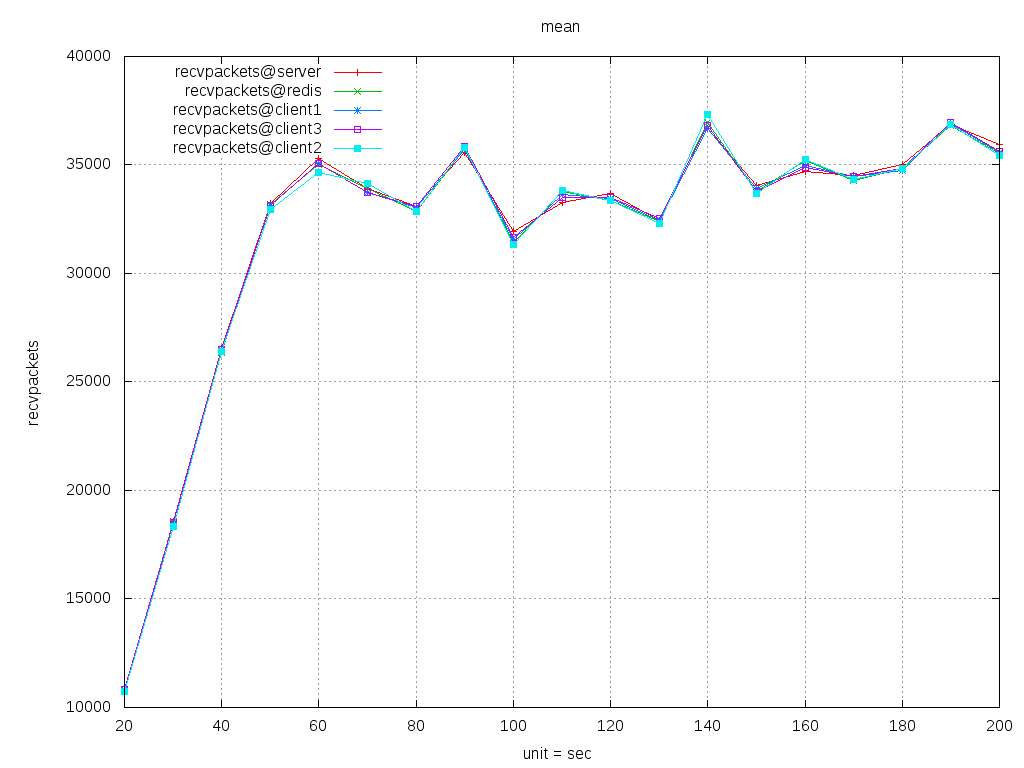 mean
40000
35000
30000
25000
20000
15000
10000
recvpackets
recvpackets@server
recvpackets@redis
recvpackets@client1
recvpackets@client3
recvpackets@client2
20 40 60 80 100 120 140 160 180 200
unit = sec